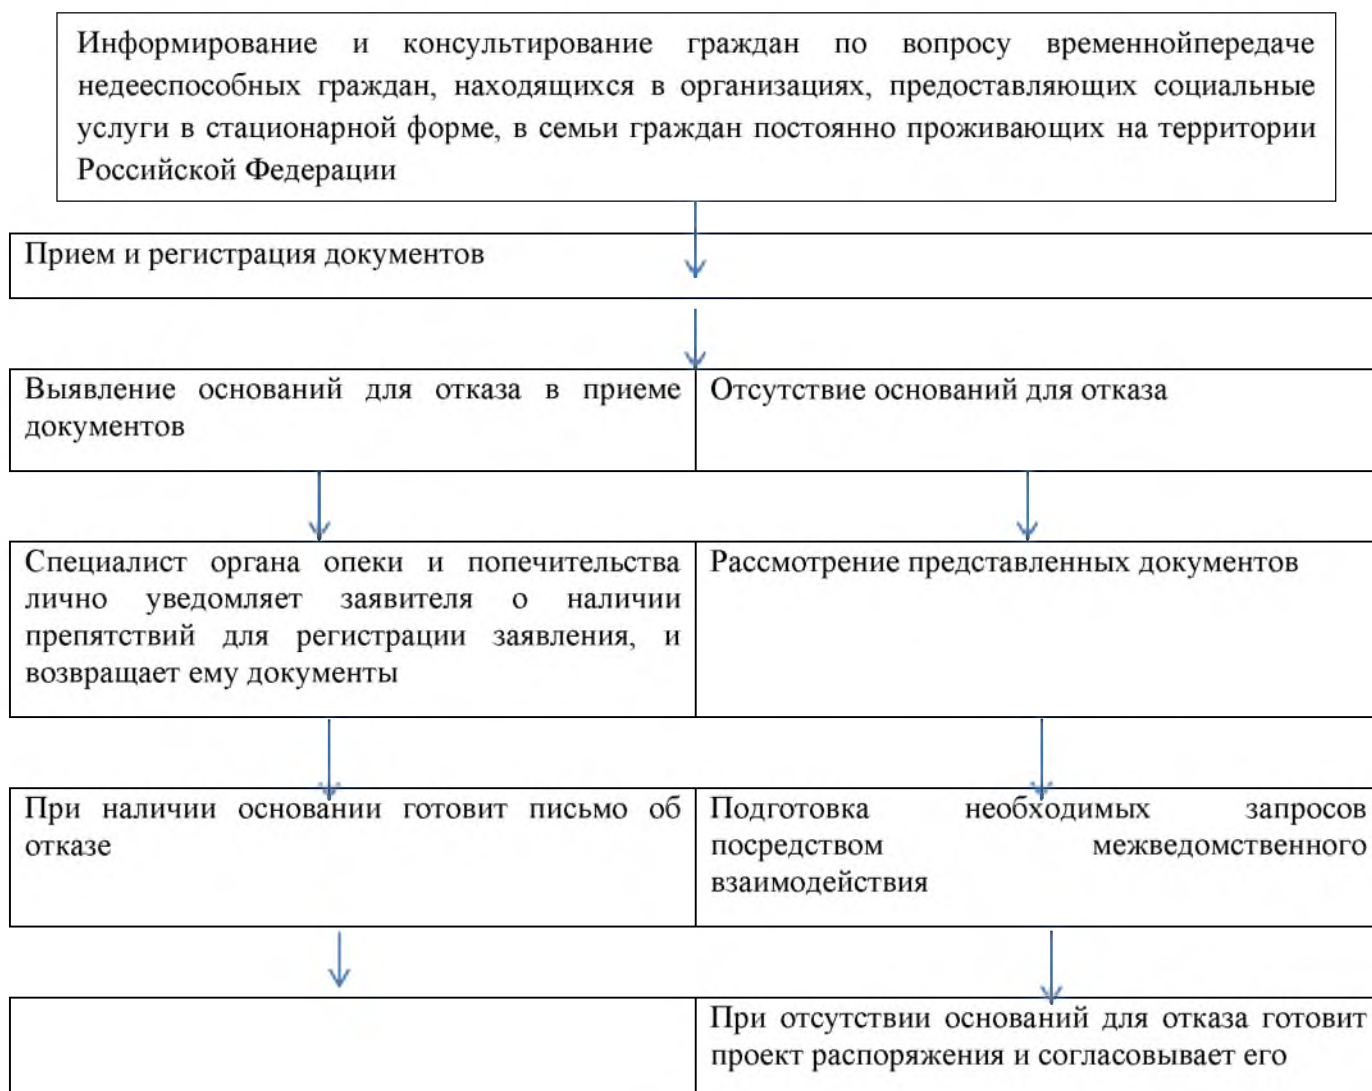 Информирование и консультирование граждан по вопросу временнойпередаче
недееспособных граждан, находящихся в организациях, предоставляющих социальные
услуги в стационарной форме, в семьи граждан постоянно проживающих на территории
Российской Федерации
Прием и регистрация документов
Выявление оснований для отказа в приеме
документов
Отсутствие оснований для отказа
Специалист органа опеки и попечительства
лично уведомляет заявителя о наличии
препятствий для регистрации заявления, и
возвращает ему документы
Рассмотрение представленных документов
При наличии основании готовит письмо об
отказе
Подготовка необходимых запросов
посредством межведомственного
взаимодействия
При отсутствии оснований для отказа готовит
проект распоряжения и согласовывает его